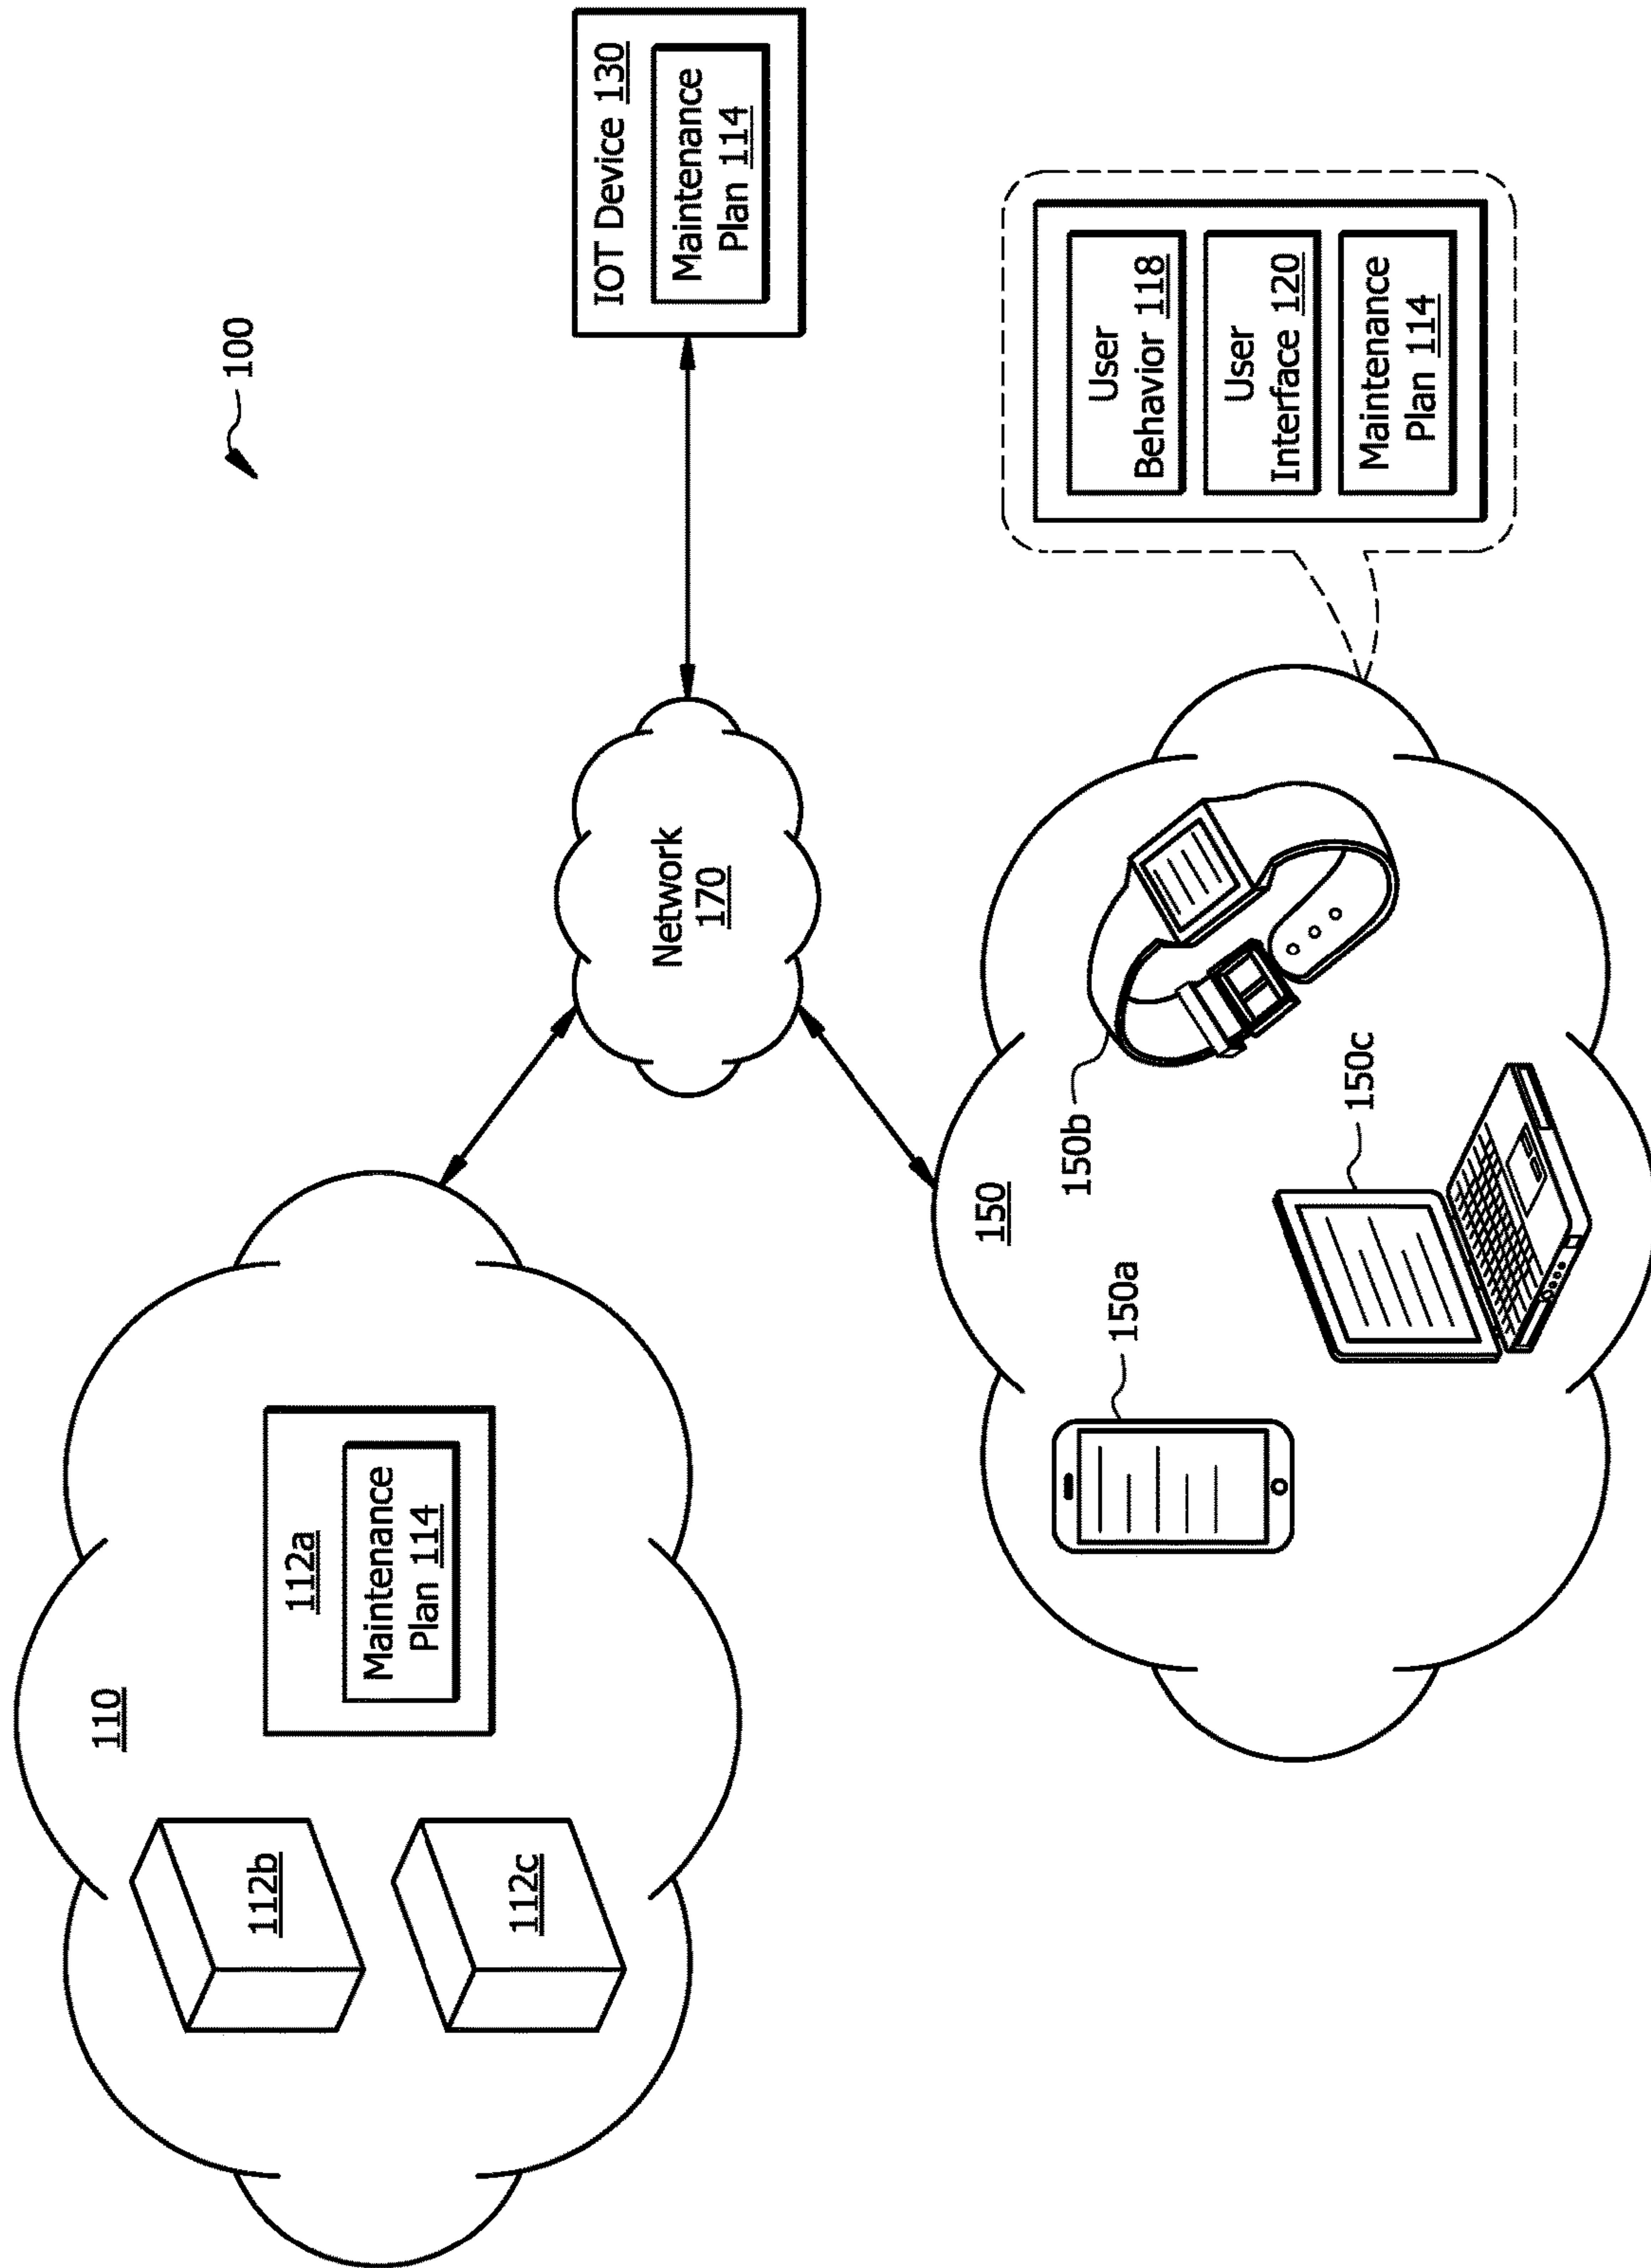 100
110
112a
Maintenance
Plan 114
112b
112c
Network
170
IOT Device 130
Maintenance
Plan 114
150
150a
150b
150c
User
Behavior 118
User
Interface 120
Maintenance
Plan 114